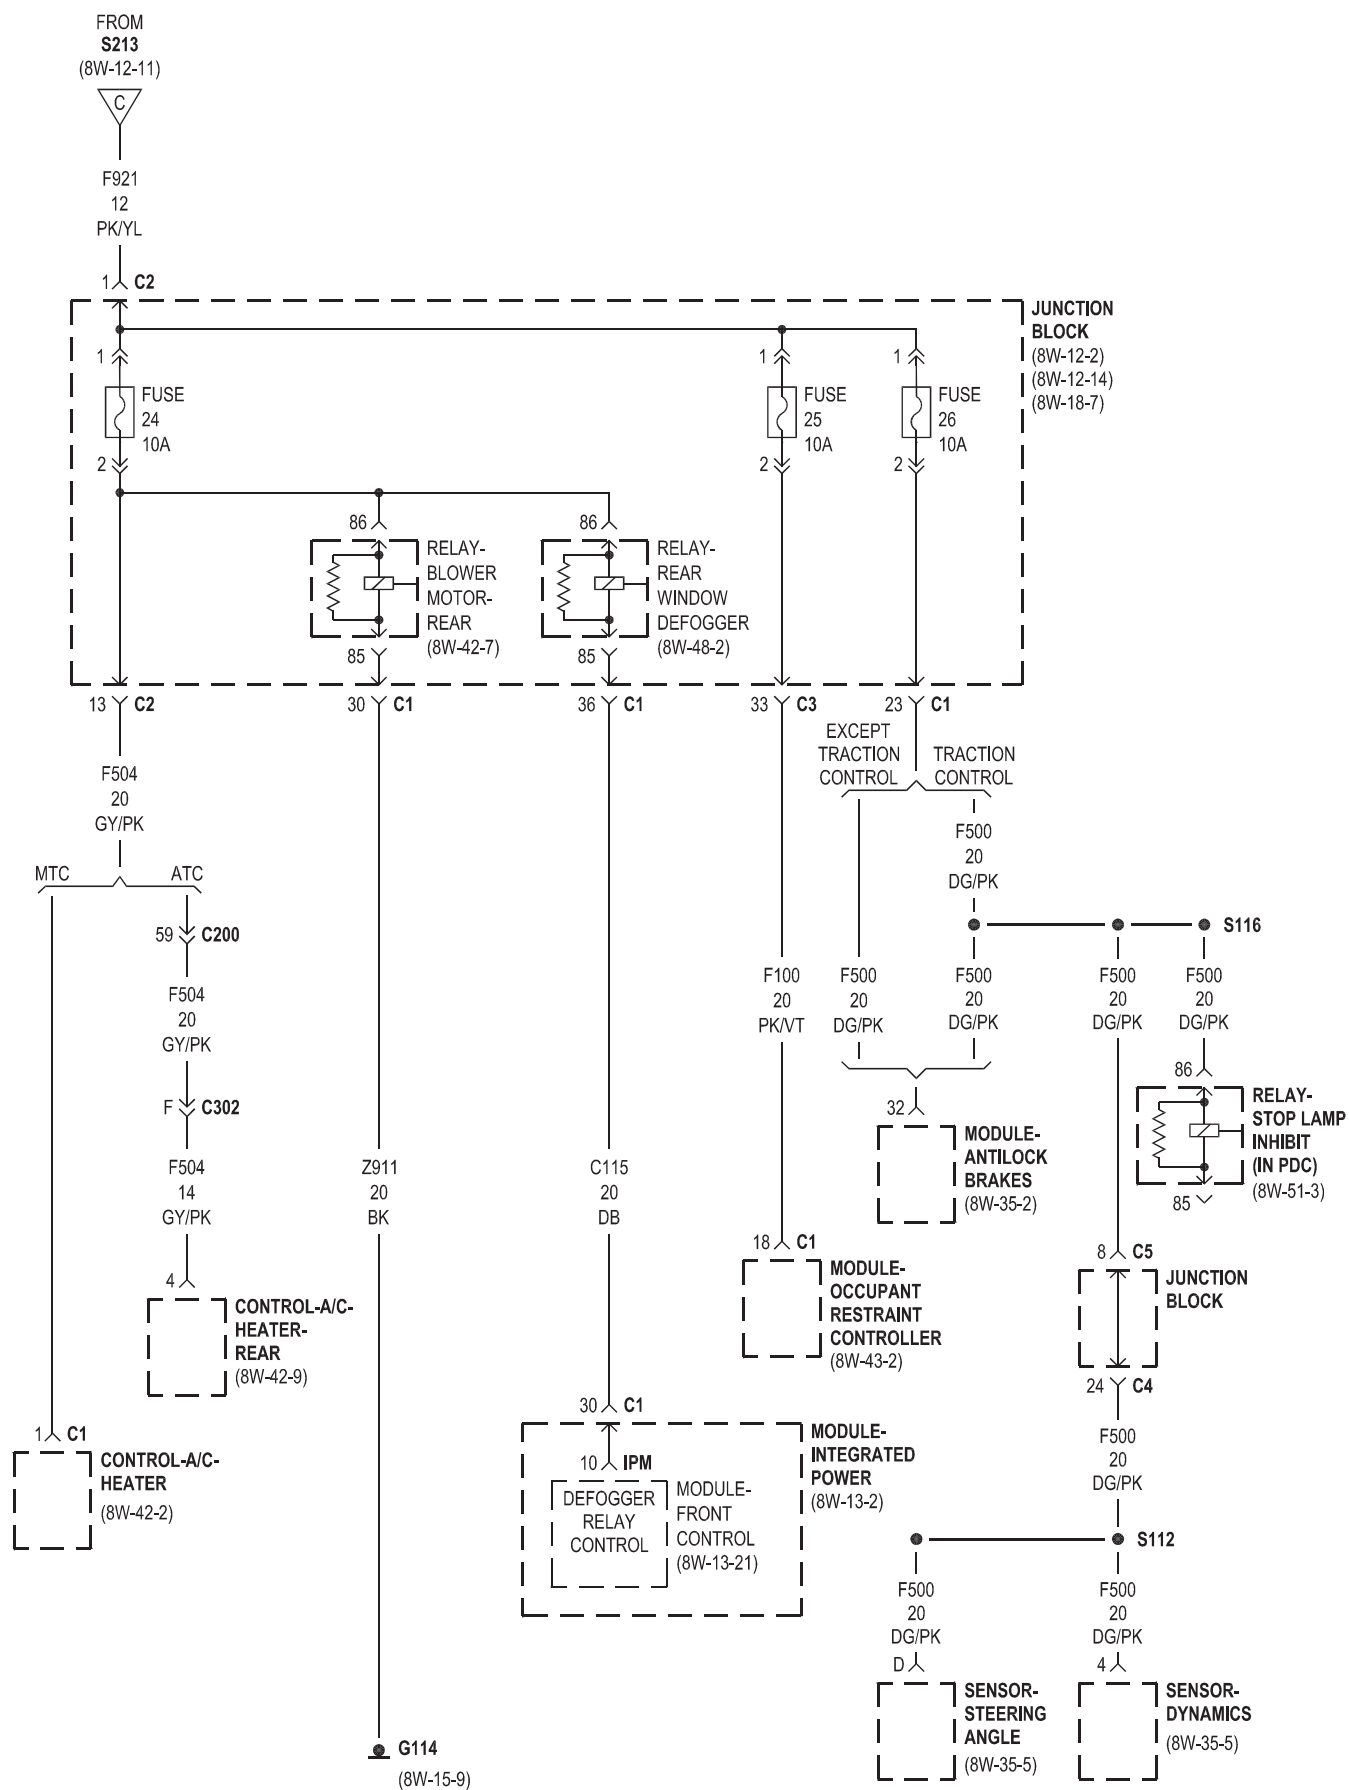 FROM
S213
(8W-12-11)
C
F921
12
PK/YL
1 C2
JUNCTION
BLOCK
(8W-12-2)
(8W-12-14)
(8W-18-7)
1
FUSE
24
10A
2
1
FUSE
25
10A
2
1
FUSE
26
10A
2
86
RELAY-
BLOWER
MOTOR-
REAR
(8W-42-7)
85
86
RELAY-
REAR
WINDOW
DEFOGGER
(8W-48-2)
85
13 C2
30 C1
36 C1
33 C3
23 C1
F504
20
GY/PK
MTC
ATC
59 C200
F504
20
GY/PK
F C302
F504
14
GY/PK
4
CONTROL-A/C-
HEATER-
REAR
(8W-42-9)
1 C1
CONTROL-A/C-
HEATER
(8W-42-2)
Z911
20
BK
G114
(8W-15-9)
C115
20
DB
30 C1
MODULE-
INTEGRATED
POWER
(8W-13-2)
10 IPM
DEFOGGER
RELAY
CONTROL
MODULE-
FRONT
CONTROL
(8W-13-21)
F100
20
PK/VT
18 C1
MODULE-
OCCUPANT
RESTRAINT
CONTROLLER
(8W-43-2)
EXCEPT
TRACTION
CONTROL
TRACTION
CONTROL
F500
20
DG/PK
S116
F500
20
DG/PK
F500
20
DG/PK
F500
20
DG/PK
F500
20
DG/PK
32
MODULE-
ANTILOCK
BRAKES
(8W-35-2)
86
RELAY-
STOP LAMP
INHIBIT
(IN PDC)
(8W-51-3)
85
8 C5
JUNCTION
BLOCK
24 C4
F500
20
DG/PK
S112
F500
20
DG/PK
D
SENSOR-
STEERING
ANGLE
(8W-35-5)
F500
20
DG/PK
4
SENSOR-
DYNAMICS
(8W-35-5)